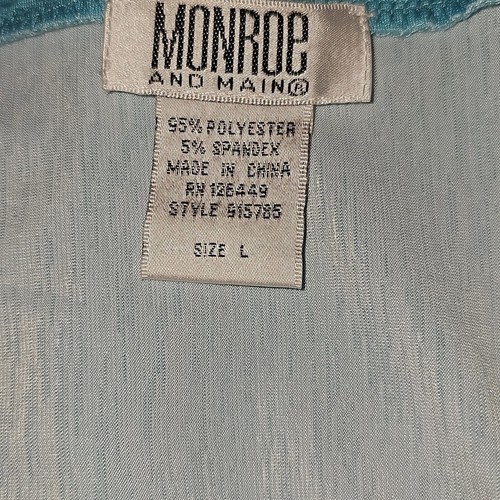 MONROE
AND MAIN®
95% POLYESTER
5% SPANDEX
MADE IN CHINA
RN 126449
STYLE 915785
SIZE L